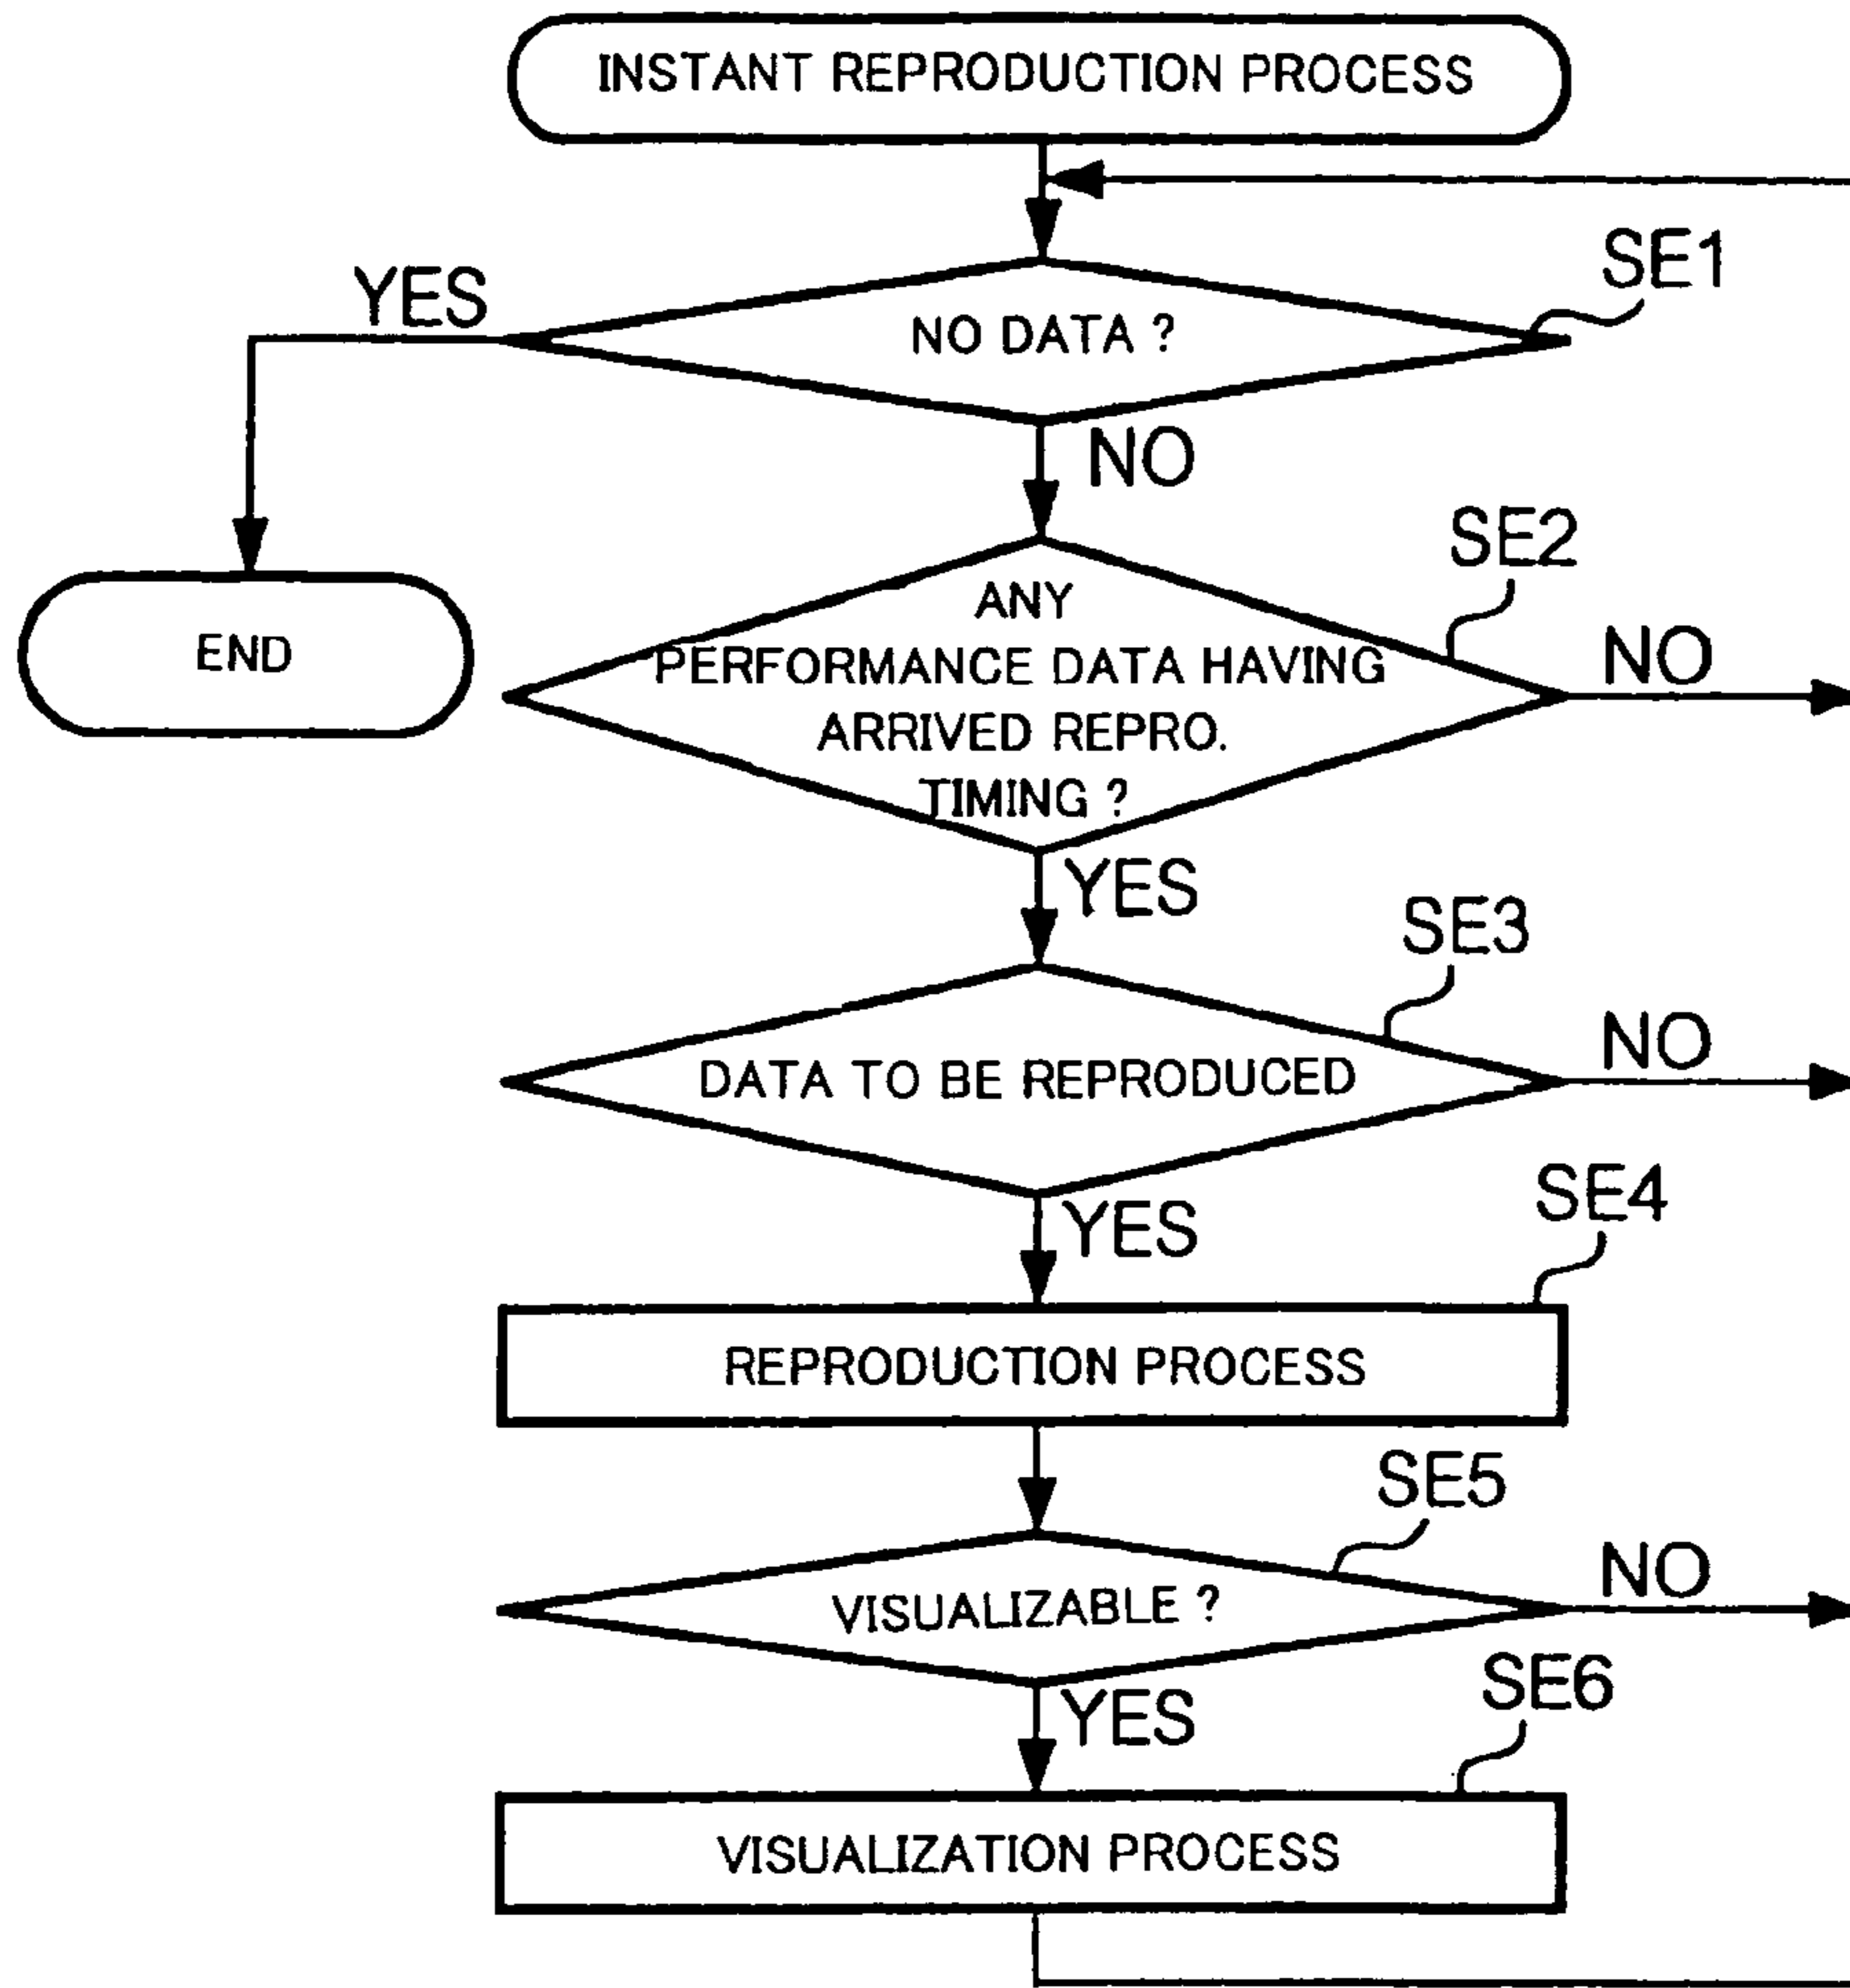 INSTANT REPRODUCTION PROCESS
SE1
YES
NO DATA ?
NO
SE2
ANY
PERFORMANCE DATA HAVING
ARRIVED REPRO.
TIMING ?
NO
END
YES
SE3
DATA TO BE REPRODUCED
NO
YES
SE4
REPRODUCTION PROCESS
SE5
VISUALIZABLE ?
NO
YES
SE6
VISUALIZATION PROCESS